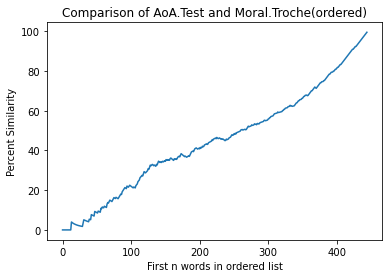 Comparison of AoA.Test and Moral.Troche(ordered)
100
80
60
40
20
0
Percent Similarity
0 100 200 300 400
First n words in ordered list